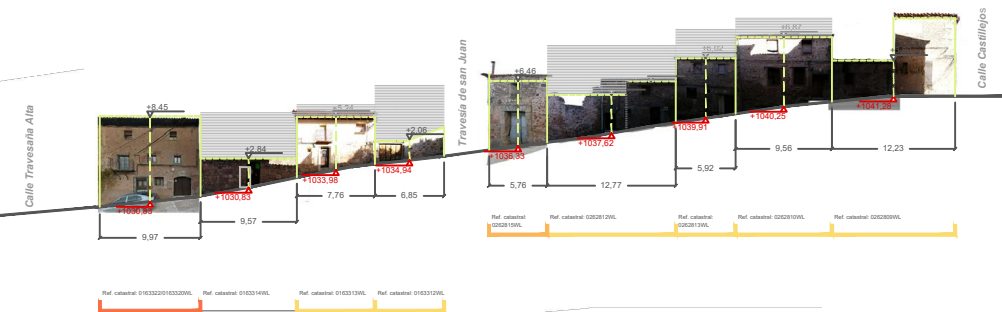 Calle Travesaña Alta
Travesía de san Juan
Calle Castillejos
+8,45
+2,84
+5,24
+2,06
+6,46
+6,02
+6,87
+1030,83
+1033,98
+1034,94
+1036,33
+1037,62
+1039,91
+1040,25
+1041,28
9,97
9,57
7,76
6,85
5,76
12,77
5,92
9,56
12,23
Ref. catastral:
0262815WL
Ref. catastral: 0262812WL
Ref. catastral:
0262813WL
Ref. catastral: 0262810WL
Ref. catastral: 0262809WL
Ref. catastral: 0163322/0163320WL
Ref. catastral: 0163314WL
Ref. catastral: 0163313WL
Ref. catastral: 0163312WL